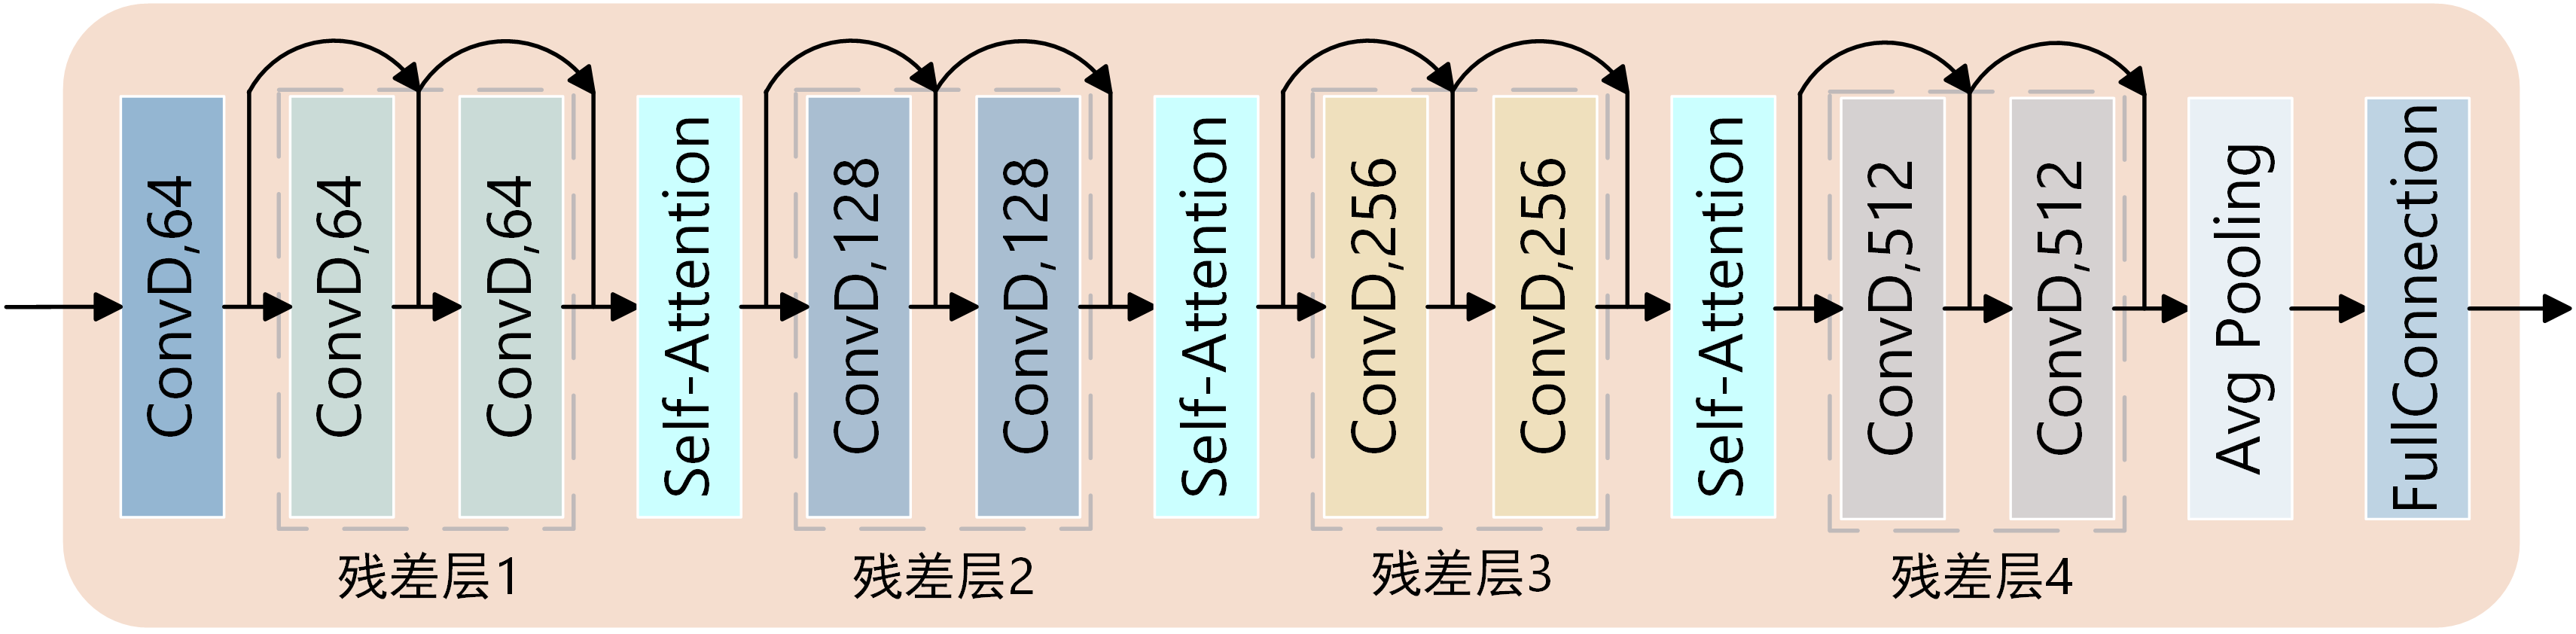 ConvD,64
ConvD,64
ConvD,64
Self-Attention
ConvD,128
ConvD,128
Self-Attention
ConvD,256
ConvD,256
Self-Attention
ConvD,512
ConvD,512
Avg Pooling
FullConnection
残差层1
残差层2
残差层3
残差层4